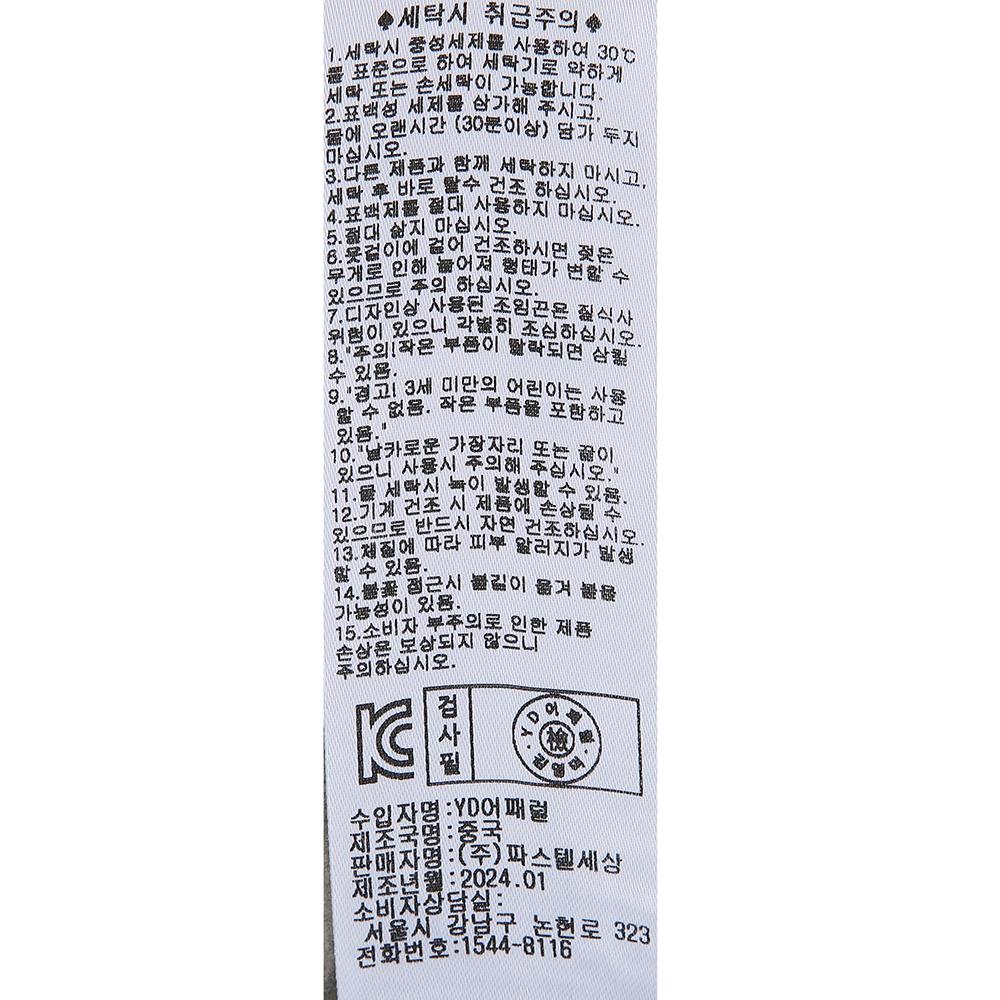 ♠세탁시 취급주의♠
1.세탁시 중성세제를 사용하여 30℃
를 표준으로 하여 세탁기로 약하게
세탁 또는 손세탁이 가능합니다.
2.표백성 세제를 삼가해 주시고,
물에 오랜시간 (30분이상) 담가 두지
마십시오.
3.다른 제품과 함께 세탁하지 마시고,
세탁 후 바로 탈수 건조 하십시오.
4.표백제를 절대 사용하지 마십시오.
5.절대 삶지 마십시오.
6.옷걸이에 걸어 건조하시면 젖은
무게로 인해 늘어져 형태가 변할 수
있으므로 주의 하십시오.
7.디자인상 사용된 조임끈은 질식사
위험이 있으니 각별히 조심하십시오.
8."주의!작은 부품이 탈락되면 삼킬
수 있음.
9."경고! 3세 미만의 어린이는 사용
할 수 없음. 작은 부품을 포함하고
있음."
10."날카로운 가장자리 또는 끝이
있으니 사용시 주의해 주십시오."
11.물 세탁시 녹이 발생할 수 있음.
12.기계 건조 시 제품에 손상될 수
있으므로 반드시 자연 건조하십시오.
13.체질에 따라 피부 알러지가 발생
할 수 있음.
14.불꽃 접근시 불길이 옮겨 붙을
가능성이 있음.
15.소비자 부주의로 인한 제품
손상은 보상되지 않으니
주의하십시오.
KC
검사필
YD어패럴
檢
수입자명:YD어패럴
제조국명:중국
판매자명:(주)파스텔세상
제조년월:2024.01
소비자상담실:
서울시 강남구 논현로 323
전화번호:1544-8116